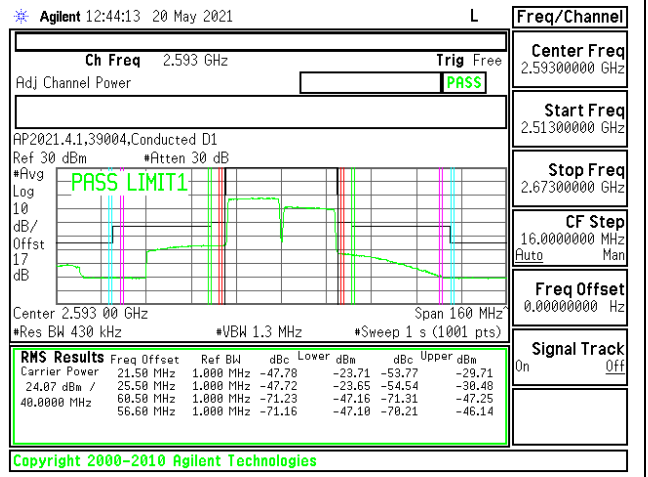 Agilent 12:44:13 20 May 2021 L Freq/Channel
Ch Freq 2.593 GHz Trig Free
Adj Channel Power PASS
Center Freq
2.59300000 GHz
Start Freq
2.51300000 GHz
Stop Freq
2.67300000 GHz
CF Step
16.0000000 MHz
Auto Man
Freq Offset
0.00000000 Hz
Signal Track
On Off
AP2021.4.1,39004,Conducted D1
Ref 30 dBm #Atten 30 dB
#Avg
Log
10
dB/
Offst
17
dB
PASS LIMIT1
Center 2.593 00 GHz Span 160 MHz^
#Res BW 430 kHz #VBW 1.3 MHz #Sweep 1 s (1001 pts)
RMS Results Freq Offset Ref BW dBc Lower dBm dBc Upper dBm
Carrier Power 21.50 MHz 1.000 MHz -47.78 -23.71 -53.77 -29.71
24.07 dBm / 25.50 MHz 1.000 MHz -47.72 -23.65 -54.54 -30.48
40.0000 MHz 60.50 MHz 1.000 MHz -71.23 -47.16 -71.31 -47.25
56.60 MHz 1.000 MHz -71.16 -47.10 -70.21 -46.14
Copyright 2000-2010 Agilent Technologies